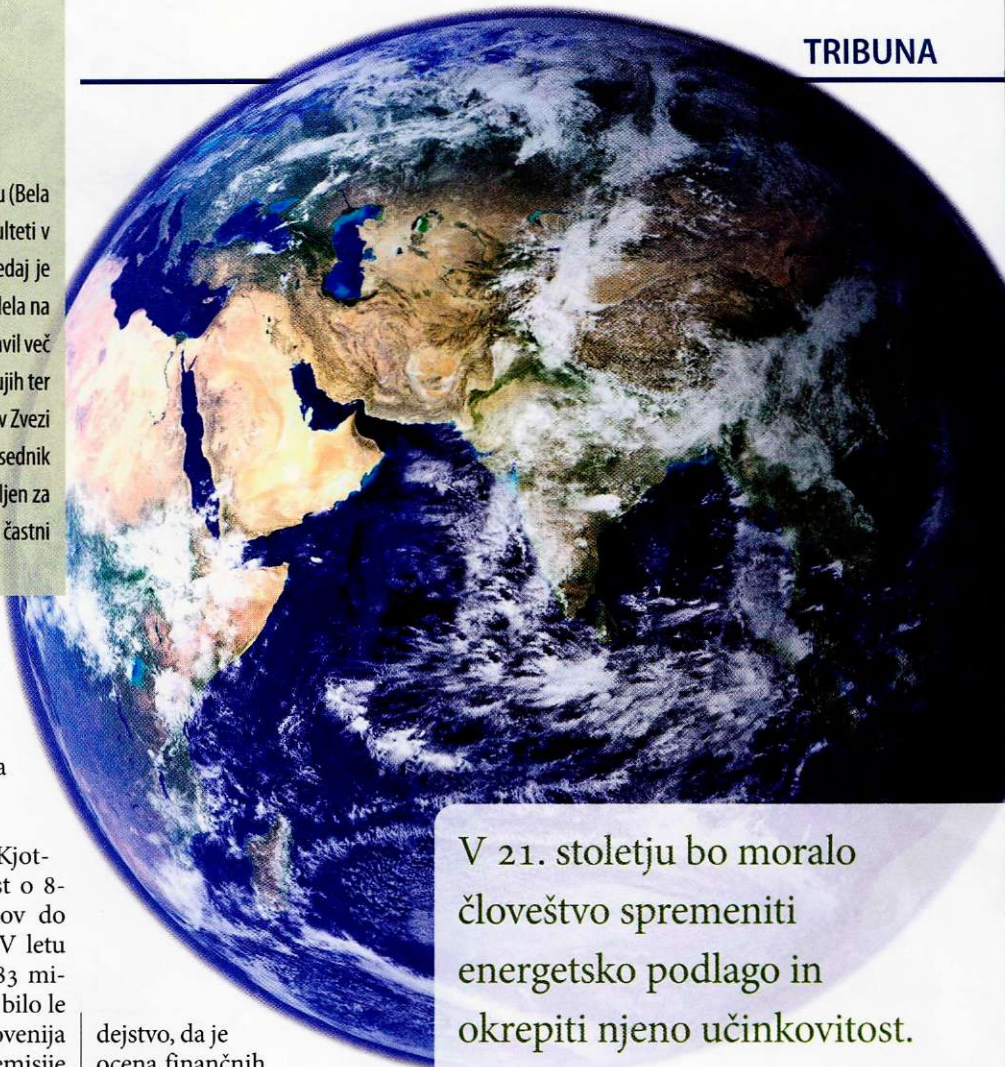 TRIBUNA
u (Bela
ulteti v
edaj je
dela na
vil več
ujih ter
v Zvezi
sednik
ljen za
častni
a
Kjot-
st o 8-
ov do
V letu
83 mi-
bilo le
ovenija
emisije
dejstvo, da je
ocena finančnih
V 21. stoletju bo moralo
človeštvo spremeniti
energetsko podlago in
okrepiti njeno učinkovitost.